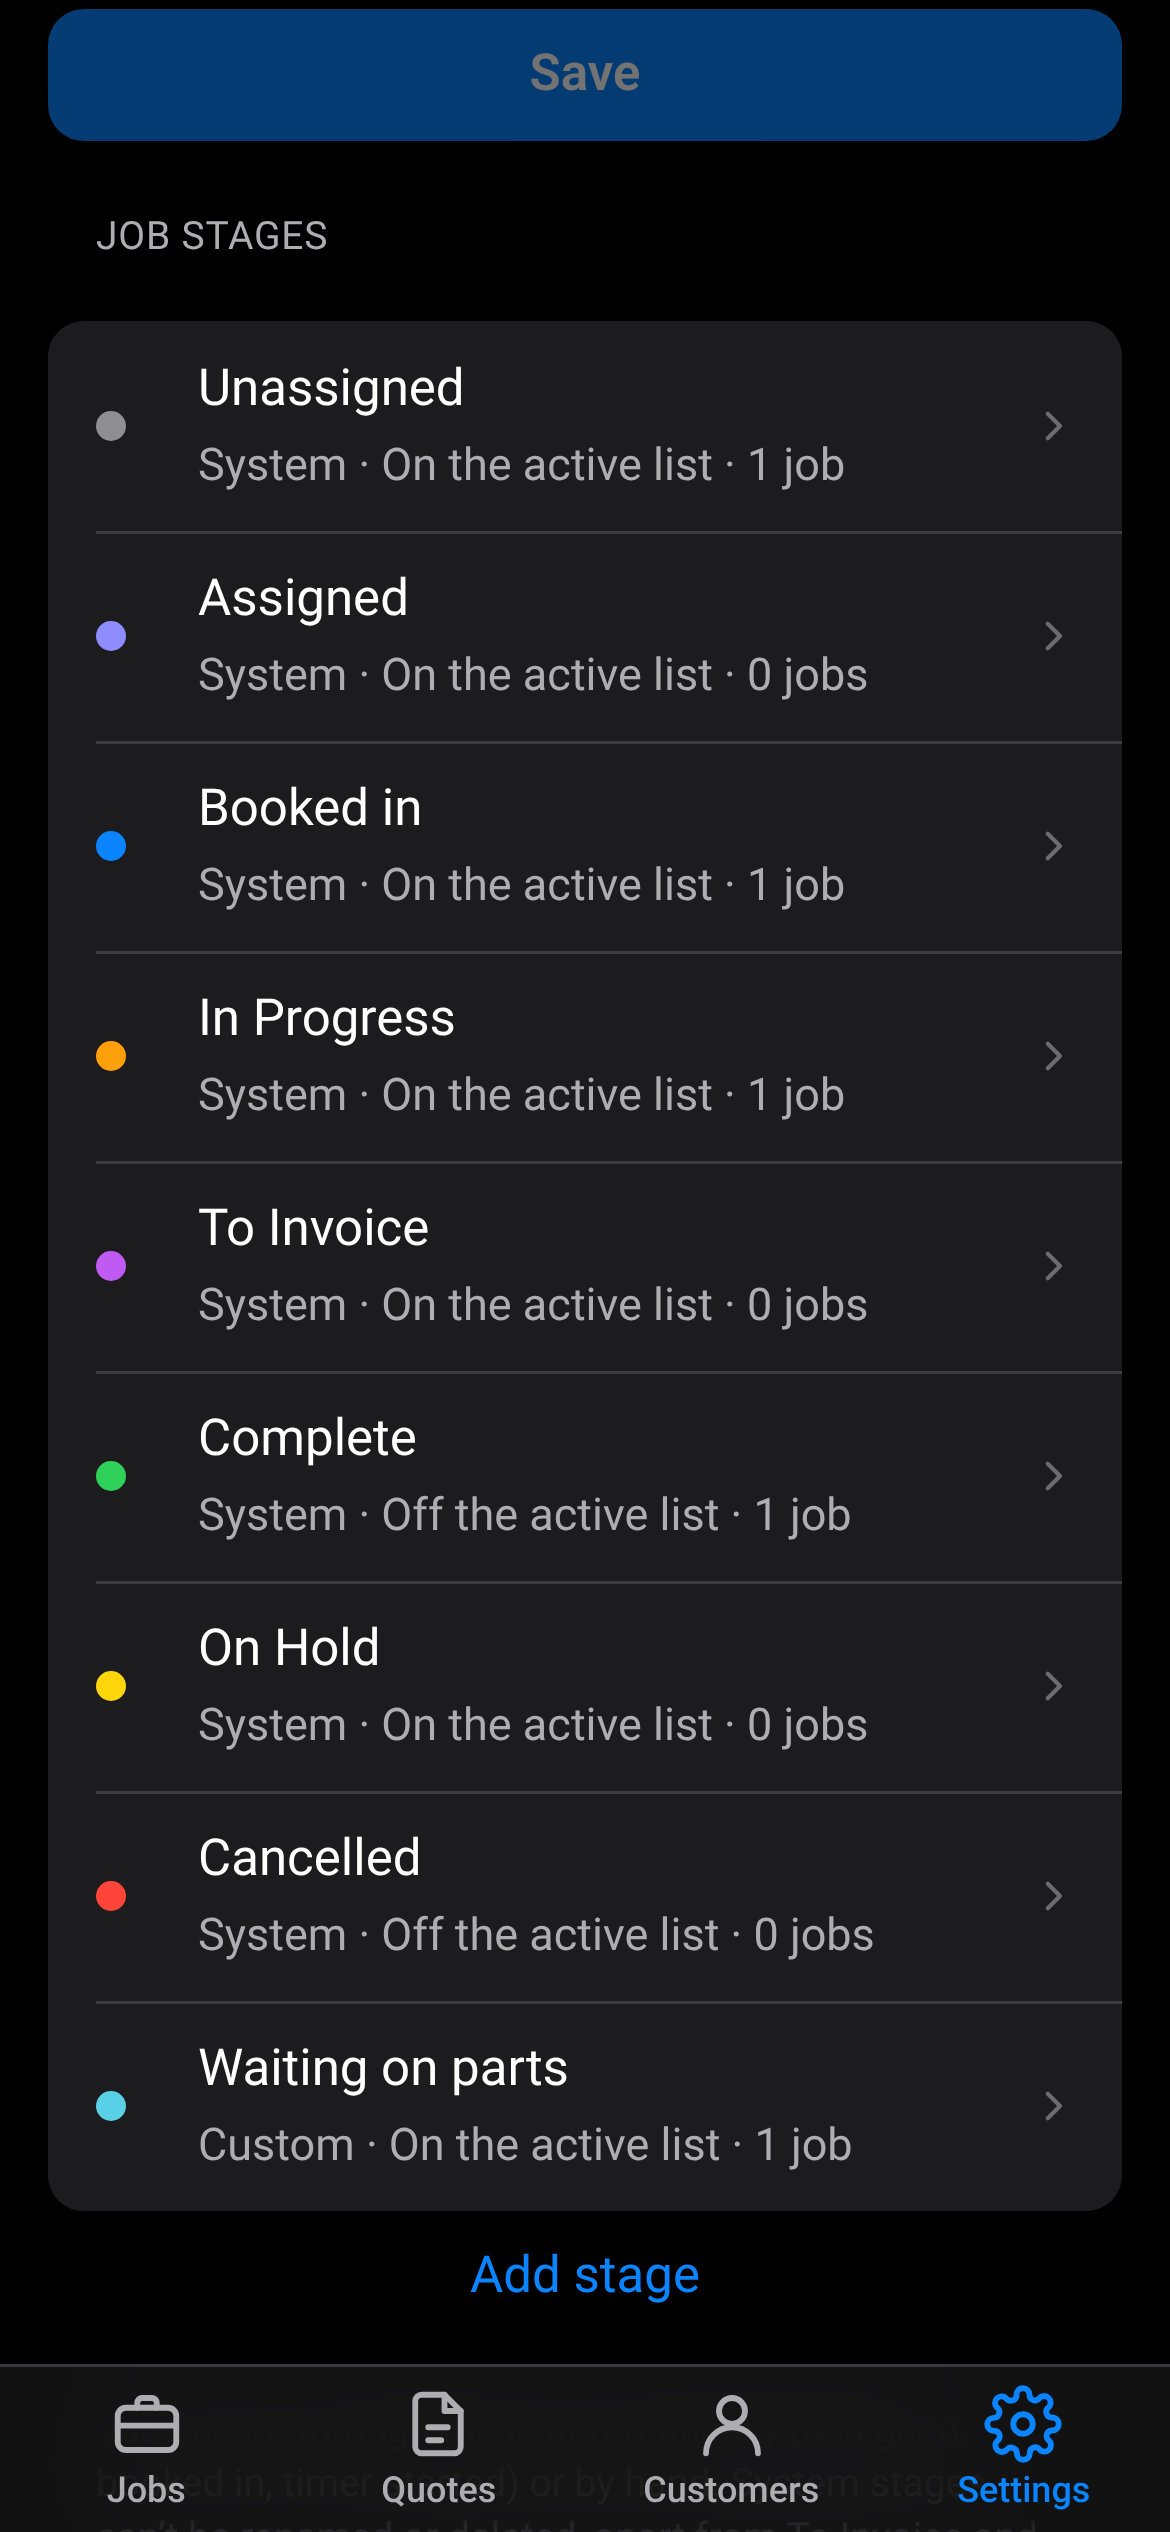 Save
JOB STAGES
Unassigned
System · On the active list · 1 job
Assigned
System · On the active list · 0 jobs
Booked in
System · On the active list · 1 job
In Progress
System · On the active list · 1 job
To Invoice
System · On the active list · 0 jobs
Complete
System · Off the active list · 1 job
On Hold
System · On the active list · 0 jobs
Cancelled
System · Off the active list · 0 jobs
Waiting on parts
Custom · On the active list · 1 job
Add stage
in, timer or by
Jobs Quotes Customers Settings